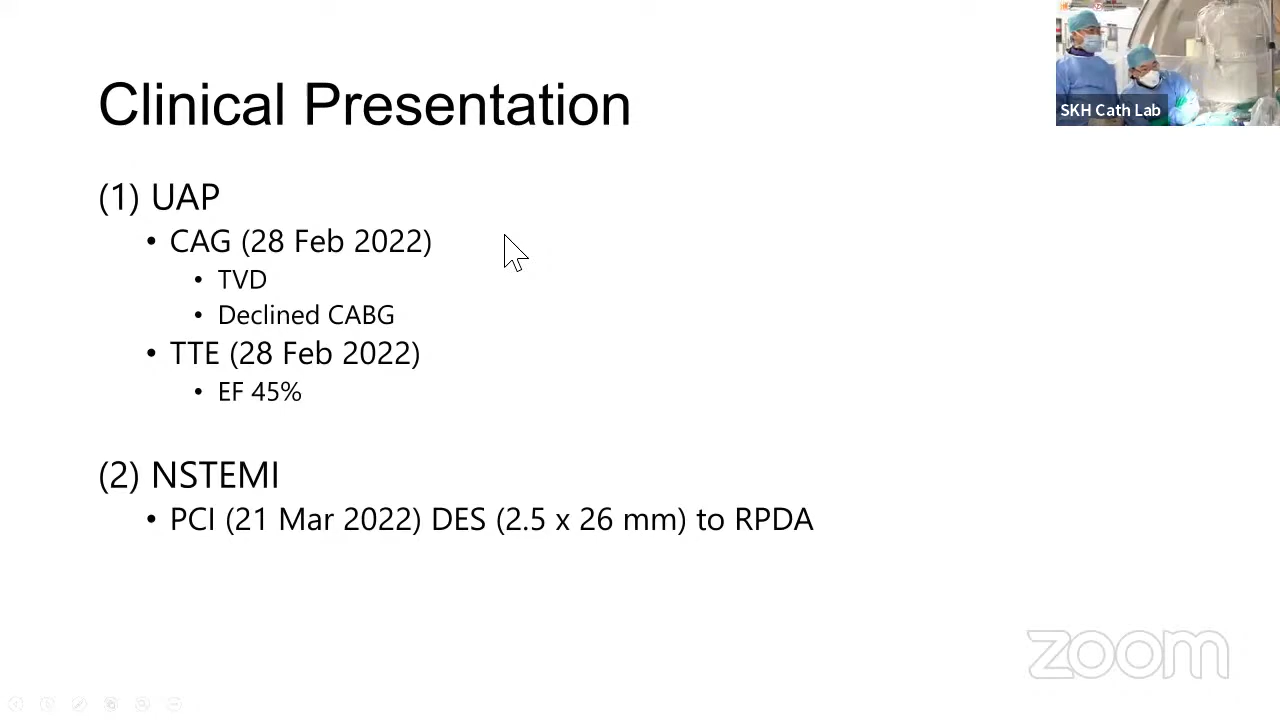 Clinical Presentation
SKH Cath Lab
(1) UAP
• CAG (28 Feb 2022)
• TVD
• Declined CABG
• TTE (28 Feb 2022)
• EF 45%
(2) NSTEMI
• PCI (21 Mar 2022) DES (2.5 x 26 mm) to RPDA
zoom